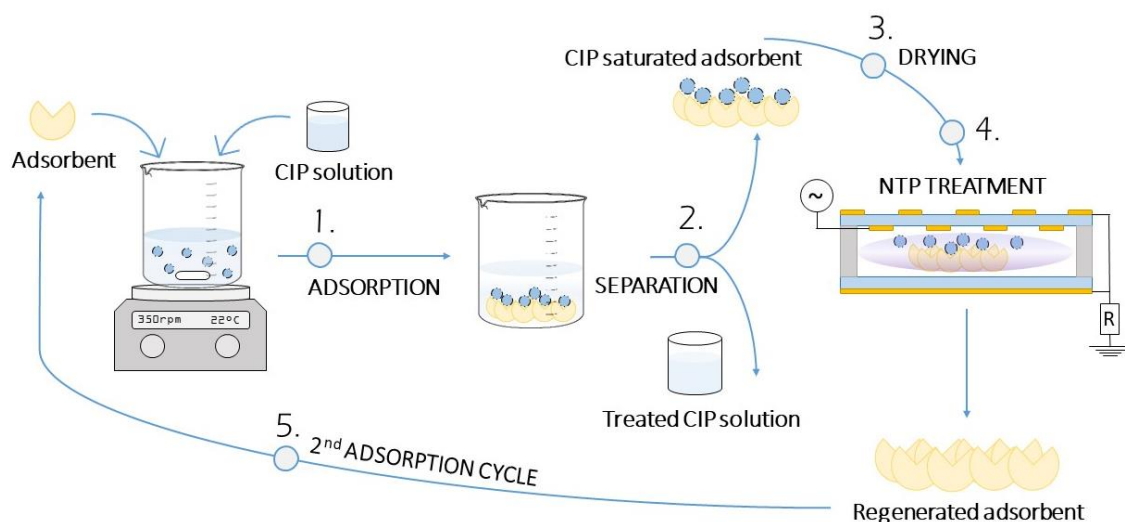 Adsorbent
CIP solution
350rpm 22°C
1.
ADSORPTION
2.
SEPARATION
CIP saturated adsorbent
Treated CIP solution
3.
DRYING
4.
NTP TREATMENT
~
R
Regenerated adsorbent
5.
2nd ADSORPTION CYCLE